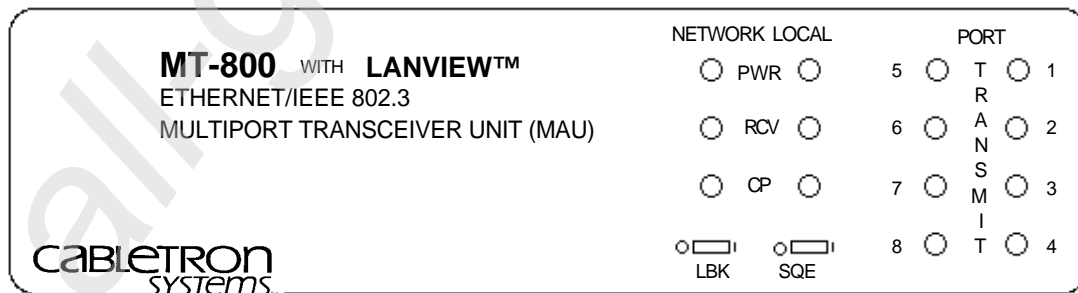 MT-800 WITH LANVIEW™
ETHERNET/IEEE 802.3
MULTIPORT TRANSCEIVER UNIT (MAU)
CABLETRON
SYSTEMS
NETWORK LOCAL
PWR
RCV
CP
LBK SQE
PORT
TRANSMIT
5 1
6 2
7 3
8 4